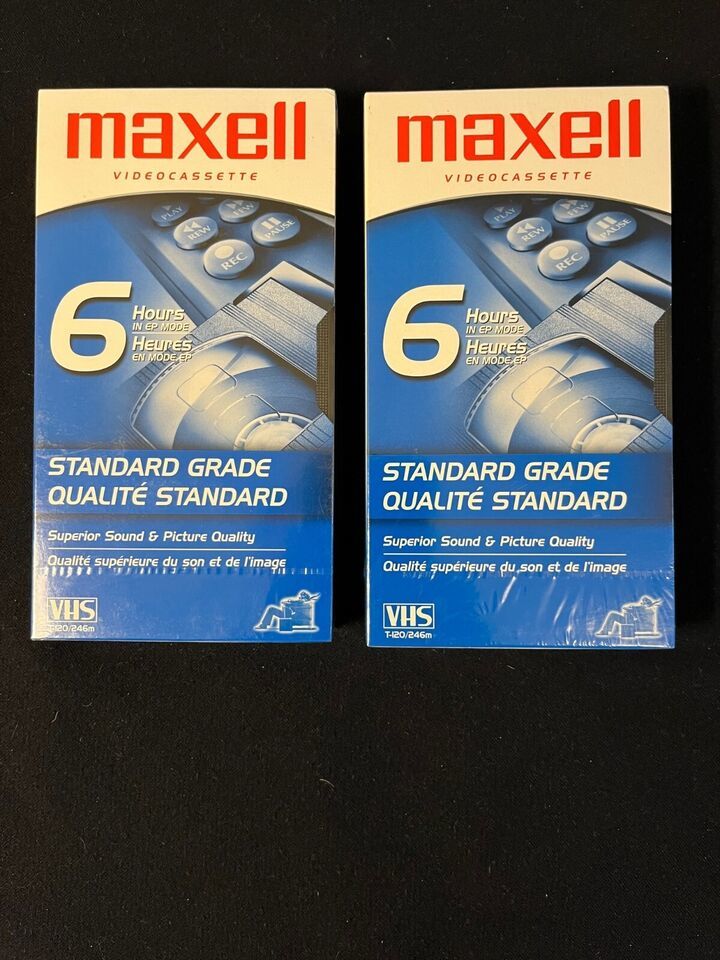 maxell
VIDEOCASSETTE
PLAY
REW
FFW
PAUSE
REC
6 Hours
IN EP MODE
Heures
EN MODE EP
STANDARD GRADE
QUALITÉ STANDARD
Superior Sound & Picture Quality
Qualité supérieure du son et de l'image
VHS
T-120/246m
maxell
VIDEOCASSETTE
PLAY
REW
FFW
PAUSE
REC
6 Hours
IN EP MODE
Heures
EN MODE EP
STANDARD GRADE
QUALITÉ STANDARD
Superior Sound & Picture Quality
Qualité supérieure du son et de l'image
VHS
T-120/246m